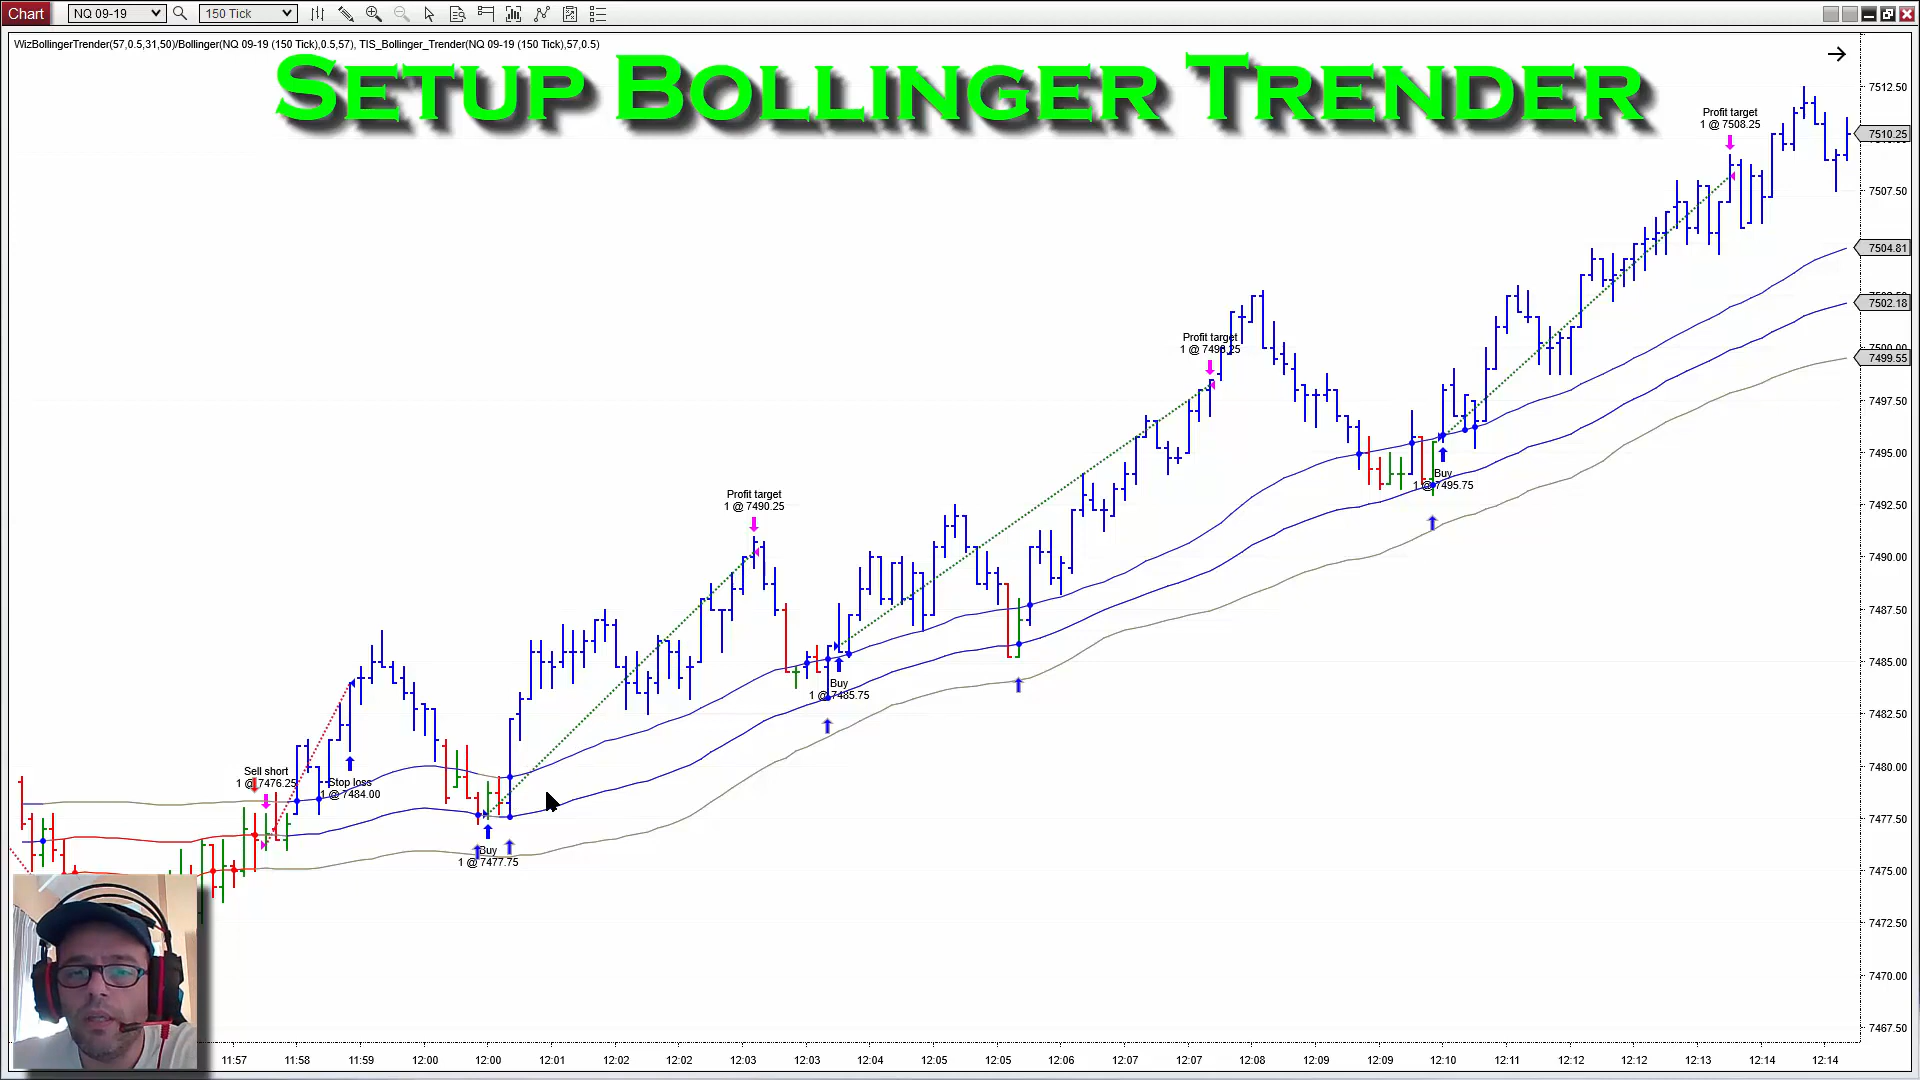 Chart NQ 09-19 150 Tick
WizBollingerTrender(57,0.5,31,50)/Bollinger(NQ 09-19 (150 Tick),0.5,57), TIS_Bollinger_Trender(NQ 09-19 (150 Tick),57,0.5)
SETUP BOLLINGER TRENDER
7512.50
Profit target
1 @ 7508.25
7510.25
7507.50
7504.81
7502.18
Profit target
7500.00
7499.55
7497.50
7495.00
Buy
1 @ 7495.75
Profit target
1 @ 7490.25
7492.50
7490.00
7487.50
7485.00
Buy
1 @ 7485.75
7482.50
Sell short
1 @ 7476.25
7480.00
Stop loss
1 @ 7484.00
7477.50
Buy
1 @ 7477.75
7475.00
7472.50
7470.00
7467.50
11:57 11:58 11:59 12:00 12:00 12:01 12:02 12:02 12:03 12:03 12:04 12:05 12:05 12:06 12:07 12:07 12:08 12:09 12:09 12:10 12:11 12:12 12:12 12:13 12:14 12:14